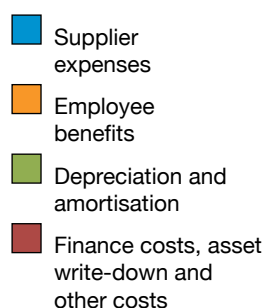 Supplier
expenses
Employee
benefits
Depreciation and
amortisation
Finance costs, asset
write-down and
other costs